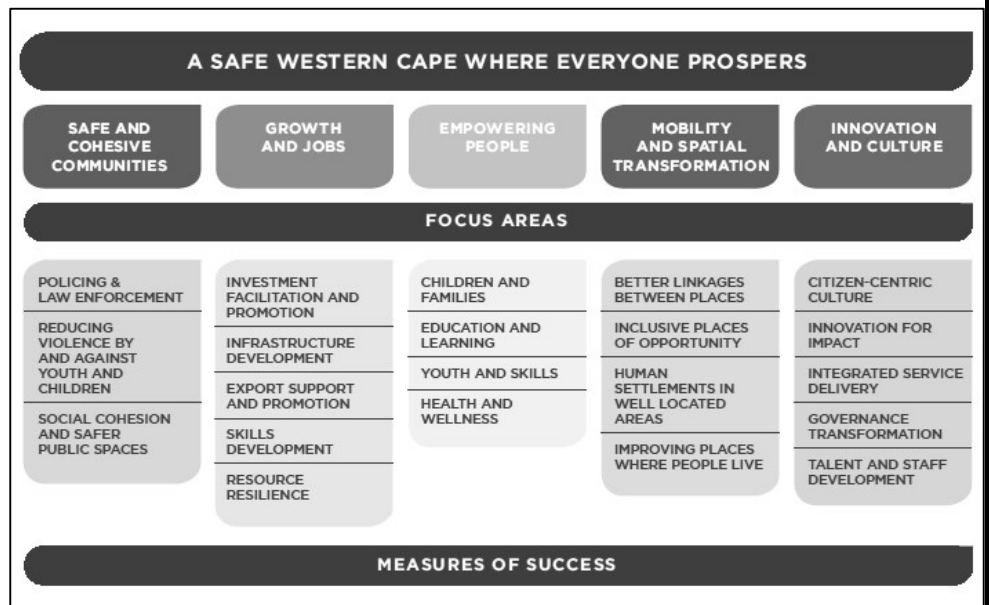 A SAFE WESTERN CAPE WHERE EVERYONE PROSPERS
SAFE AND
COHESIVE
COMMUNITIES
GROWTH
AND JOBS
EMPOWERING
PEOPLE
MOBILITY
AND SPATIAL
TRANSFORMATION
INNOVATION
AND CULTURE
FOCUS AREAS
POLICING &
LAW ENFORCEMENT
REDUCING
VIOLENCE BY
AND AGAINST
YOUTH AND
CHILDREN
SOCIAL COHESION
AND SAFER
PUBLIC SPACES
INVESTMENT
FACILITATION AND
PROMOTION
INFRASTRUCTURE
DEVELOPMENT
EXPORT SUPPORT
AND PROMOTION
SKILLS
DEVELOPMENT
RESOURCE
RESILIENCE
CHILDREN AND
FAMILIES
EDUCATION AND
LEARNING
YOUTH AND SKILLS
HEALTH AND
WELLNESS
BETTER LINKAGES
BETWEEN PLACES
INCLUSIVE PLACES
OF OPPORTUNITY
HUMAN
SETTLEMENTS IN
WELL LOCATED
AREAS
IMPROVING PLACES
WHERE PEOPLE LIVE
CITIZEN-CENTRIC
CULTURE
INNOVATION FOR
IMPACT
INTEGRATED SERVICE
DELIVERY
GOVERNANCE
TRANSFORMATION
TALENT AND STAFF
DEVELOPMENT
MEASURES OF SUCCESS